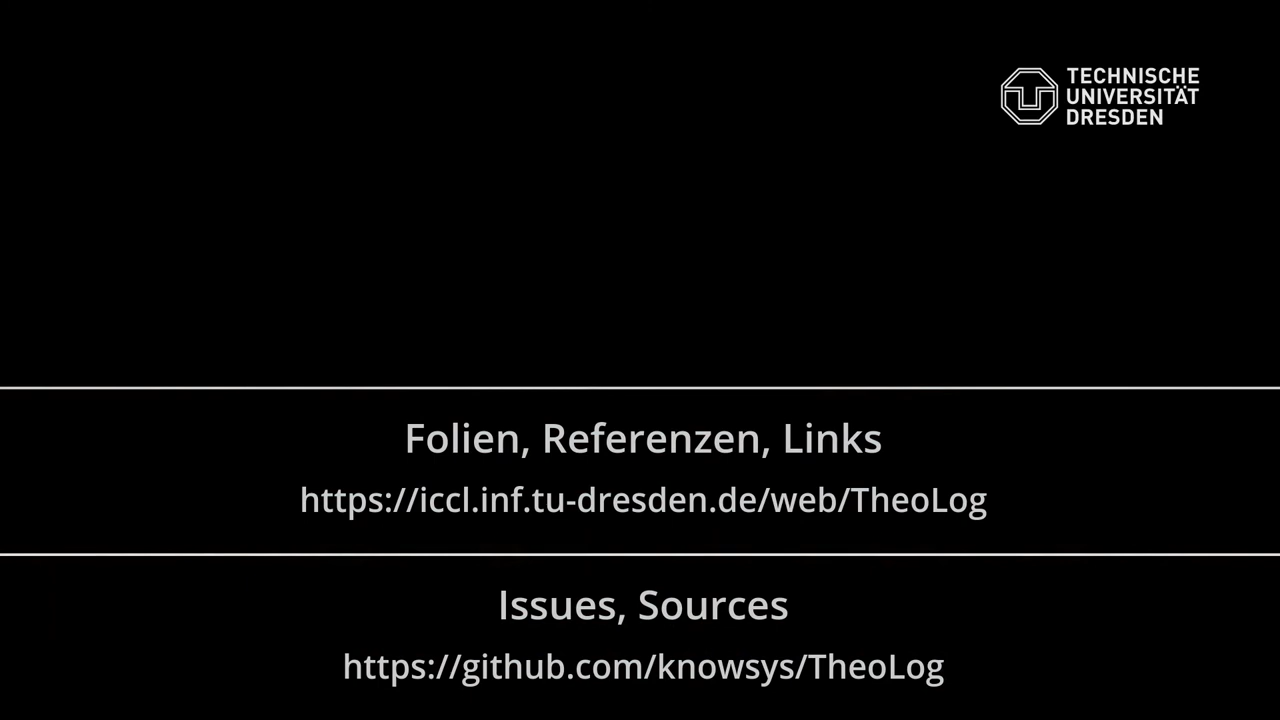 TECHNISCHE
UNIVERSITÄT
DRESDEN
Folien, Referenzen, Links
https://iccl.inf.tu-dresden.de/web/TheoLog
Issues, Sources
https://github.com/knowsys/TheoLog